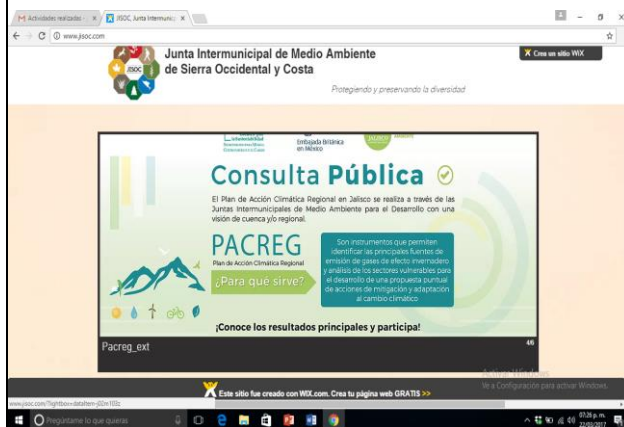 Actividades realizadas -
JISOC, Junta Intermunic
www.jisoc.com
Crea un sitio WiX
JISOC
Junta Intermunicipal de Medio Ambiente
de Sierra Occidental y Costa
Protegiendo y preservando la diversidad
Embajada Británica
en México
JALISCO
Consulta Pública
El Plan de Acción Climática Regional en Jalisco se realiza a través de las
Juntas Intermunicipales de Medio Ambiente para el Desarrollo con una
visión de cuenca y/o regional.
PACREG
Plan de Acción Climática Regional
¿Para qué sirve?
Son instrumentos que permiten
identificar las principales fuentes de
emisión de gases de efecto invernadero
y análisis de los sectores vulnerables para
el desarrollo de una propuesta puntual
de acciones de mitigación y adaptación
al cambio climático
¡Conoce los resultados principales y participa!
Pacreg_ext
4/6
Activar Windows
Ve a Configuración para activar Windows.
Este sitio fue creado con WIX.com. Crea tu página web GRATIS >>
Pregúntame lo que quieras
07:26 p. m.
22/03/2017